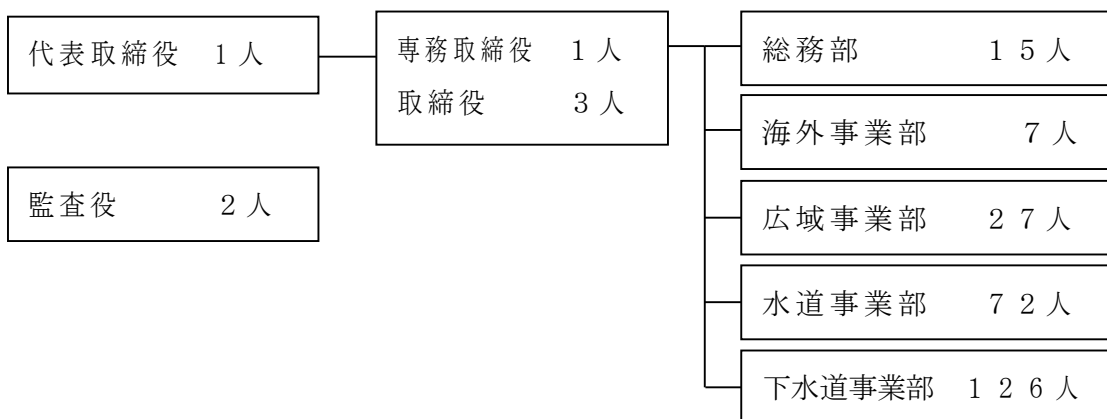 代表取締役　１人
監査役　　　２人
専務取締役　１人
取締役　　　３人
総務部　　　１５人
海外事業部　　７人
広域事業部　２７人
水道事業部　７２人
下水道事業部　１２６人